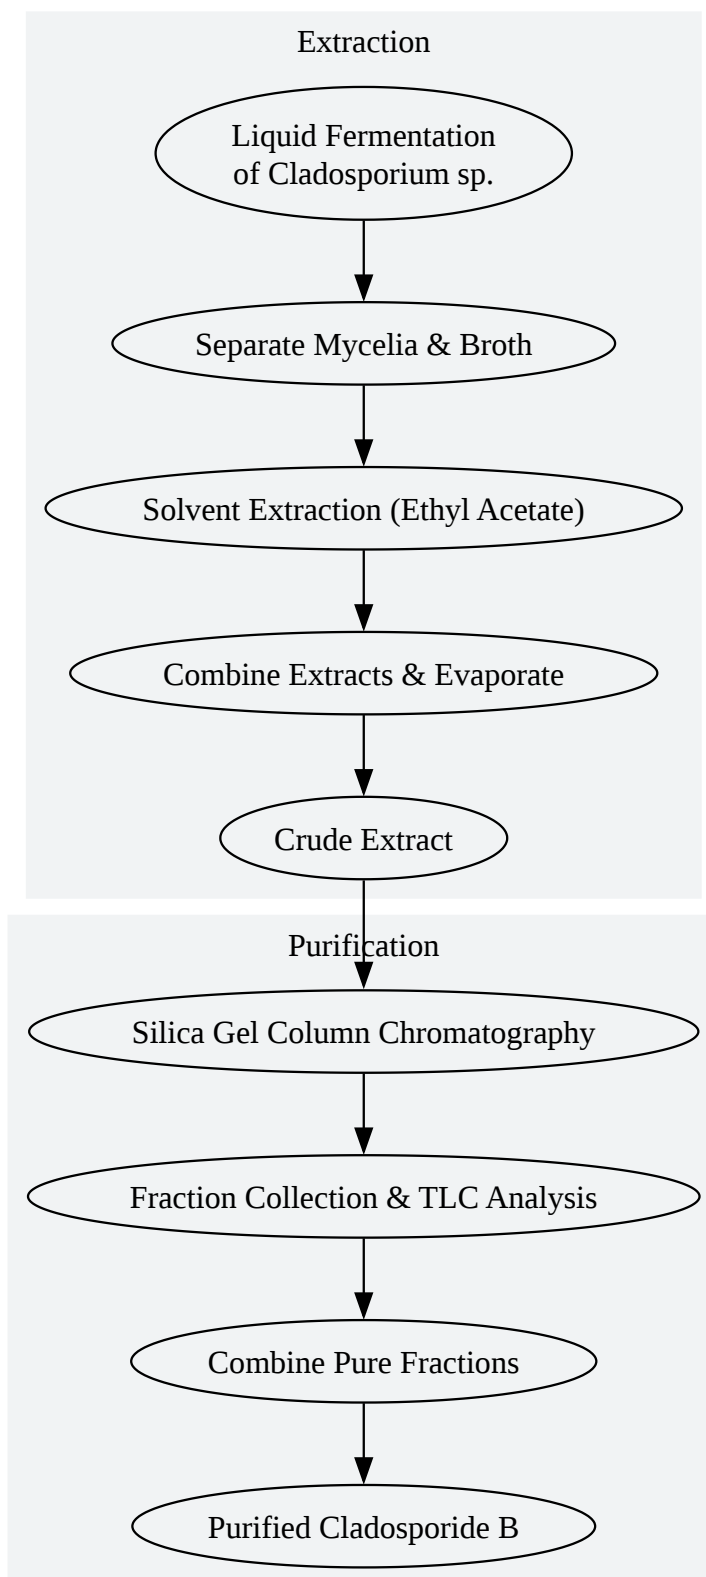 Extraction
Liquid Fermentation
of Cladosporium sp.
Separate Mycelia & Broth
Solvent Extraction (Ethyl Acetate)
Combine Extracts & Evaporate
Crude Extract
Purification
Silica Gel Column Chromatography
Fraction Collection & TLC Analysis
Combine Pure Fractions
Purified Cladosporide B